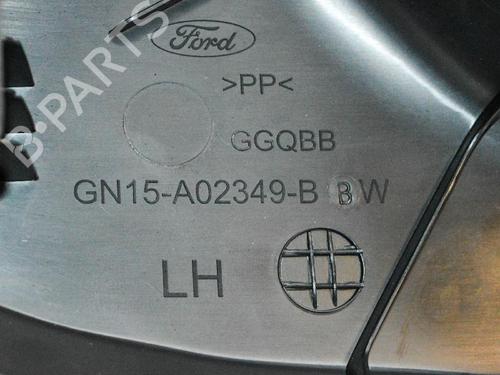 Ford
>PP<
GGQBB
GN15-A02349-B BW
LH
B-PARTS